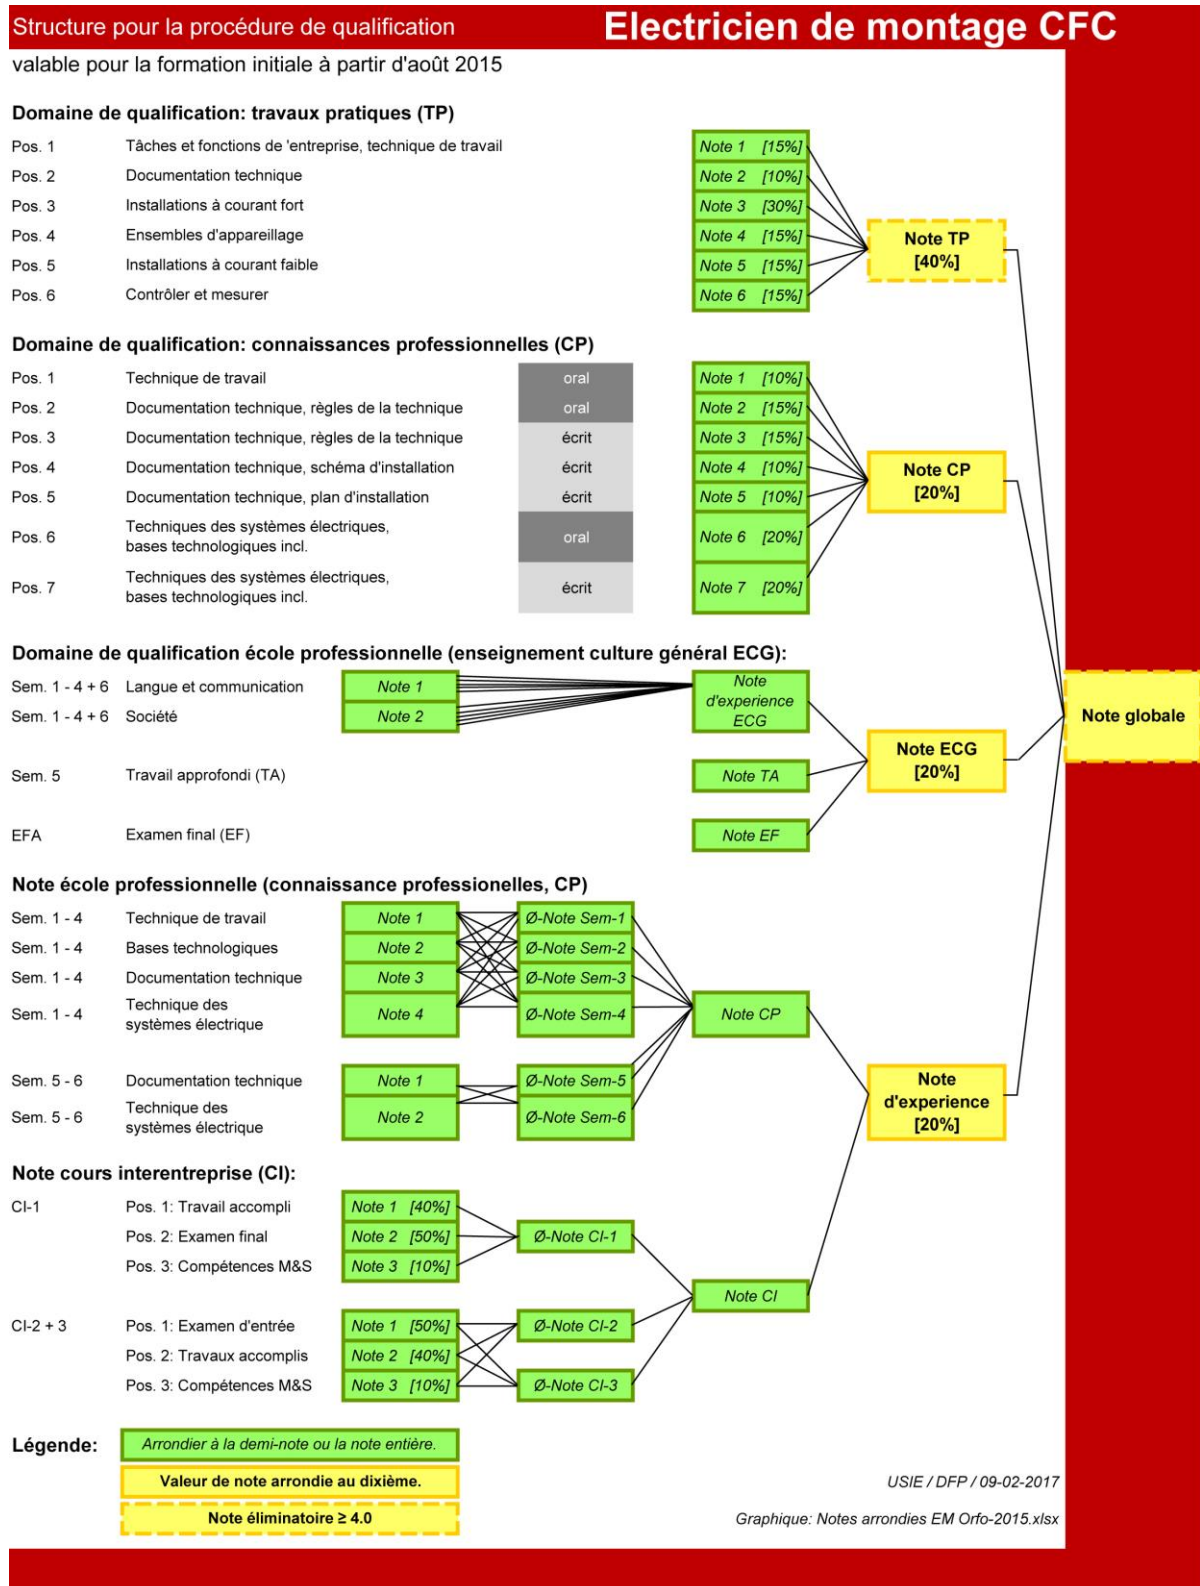 Structure pour la procédure de qualification Electricien de montage CFC
valable pour la formation initiale à partir d'août 2015
Domaine de qualification: travaux pratiques (TP)
Pos. 1 Tâches et fonctions de 'entreprise, technique de travail Note 1 [15%]
Pos. 2 Documentation technique Note 2 [10%]
Pos. 3 Installations à courant fort Note 3 [30%]
Pos. 4 Ensembles d'appareillage Note 4 [15%]
Note TP
[40%]
Pos. 5 Installations à courant faible Note 5 [15%]
Pos. 6 Contrôler et mesurer Note 6 [15%]
Domaine de qualification: connaissances professionnelles (CP)
Pos. 1 Technique de travail oral Note 1 [10%]
Pos. 2 Documentation technique, règles de la technique oral Note 2 [15%]
Pos. 3 Documentation technique, règles de la technique écrit Note 3 [15%]
Pos. 4 Documentation technique, schéma d'installation écrit Note 4 [10%]
Note CP
[20%]
Pos. 5 Documentation technique, plan d'installation écrit Note 5 [10%]
Pos. 6 Techniques des systèmes électriques,
bases technologiques incl. oral Note 6 [20%]
Pos. 7 Techniques des systèmes électriques,
bases technologiques incl. écrit Note 7 [20%]
Domaine de qualification école professionnelle (enseignement culture général ECG):
Sem. 1 - 4 + 6 Langue et communication Note 1
Sem. 1 - 4 + 6 Société Note 2
Note
d'experience
ECG
Note globale
Note ECG
[20%]
Sem. 5 Travail approfondi (TA) Note TA
EFA Examen final (EF) Note EF
Note école professionnelle (connaissance professionelles, CP)
Sem. 1 - 4 Technique de travail Note 1 Ø-Note Sem-1
Sem. 1 - 4 Bases technologiques Note 2 Ø-Note Sem-2
Sem. 1 - 4 Documentation technique Note 3 Ø-Note Sem-3
Sem. 1 - 4 Technique des
systèmes électrique Note 4 Ø-Note Sem-4 Note CP
Sem. 5 - 6 Documentation technique Note 1 Ø-Note Sem-5
Sem. 5 - 6 Technique des
systèmes électrique Note 2 Ø-Note Sem-6
Note
d'experience
[20%]
Note cours interentreprise (CI):
CI-1 Pos. 1: Travail accompli Note 1 [40%]
Pos. 2: Examen final Note 2 [50%] Ø-Note CI-1
Pos. 3: Compétences M&S Note 3 [10%]
Note CI
CI-2 + 3 Pos. 1: Examen d'entrée Note 1 [50%] Ø-Note CI-2
Pos. 2: Travaux accomplis Note 2 [40%]
Pos. 3: Compétences M&S Note 3 [10%] Ø-Note CI-3
Légende: Arrondier à la demi-note ou la note entière.
Valeur de note arrondie au dixième. USIE / DFP / 09-02-2017
Note éliminatoire ≥ 4.0 Graphique: Notes arrondies EM Orfo-2015.xlsx